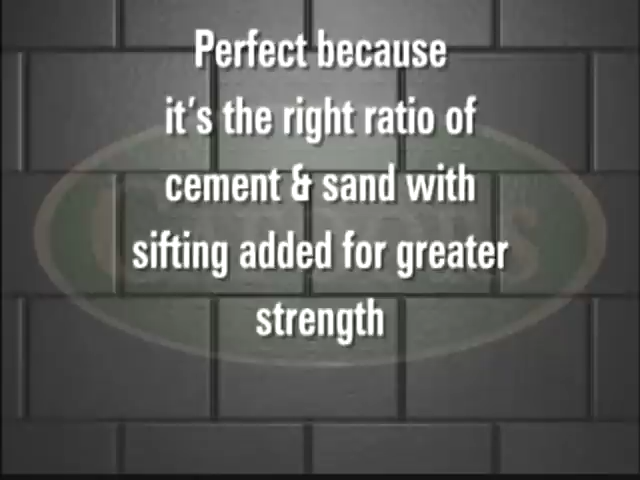 Perfect because
it's the right ratio of
cement & sand with
sifting added for greater
strength